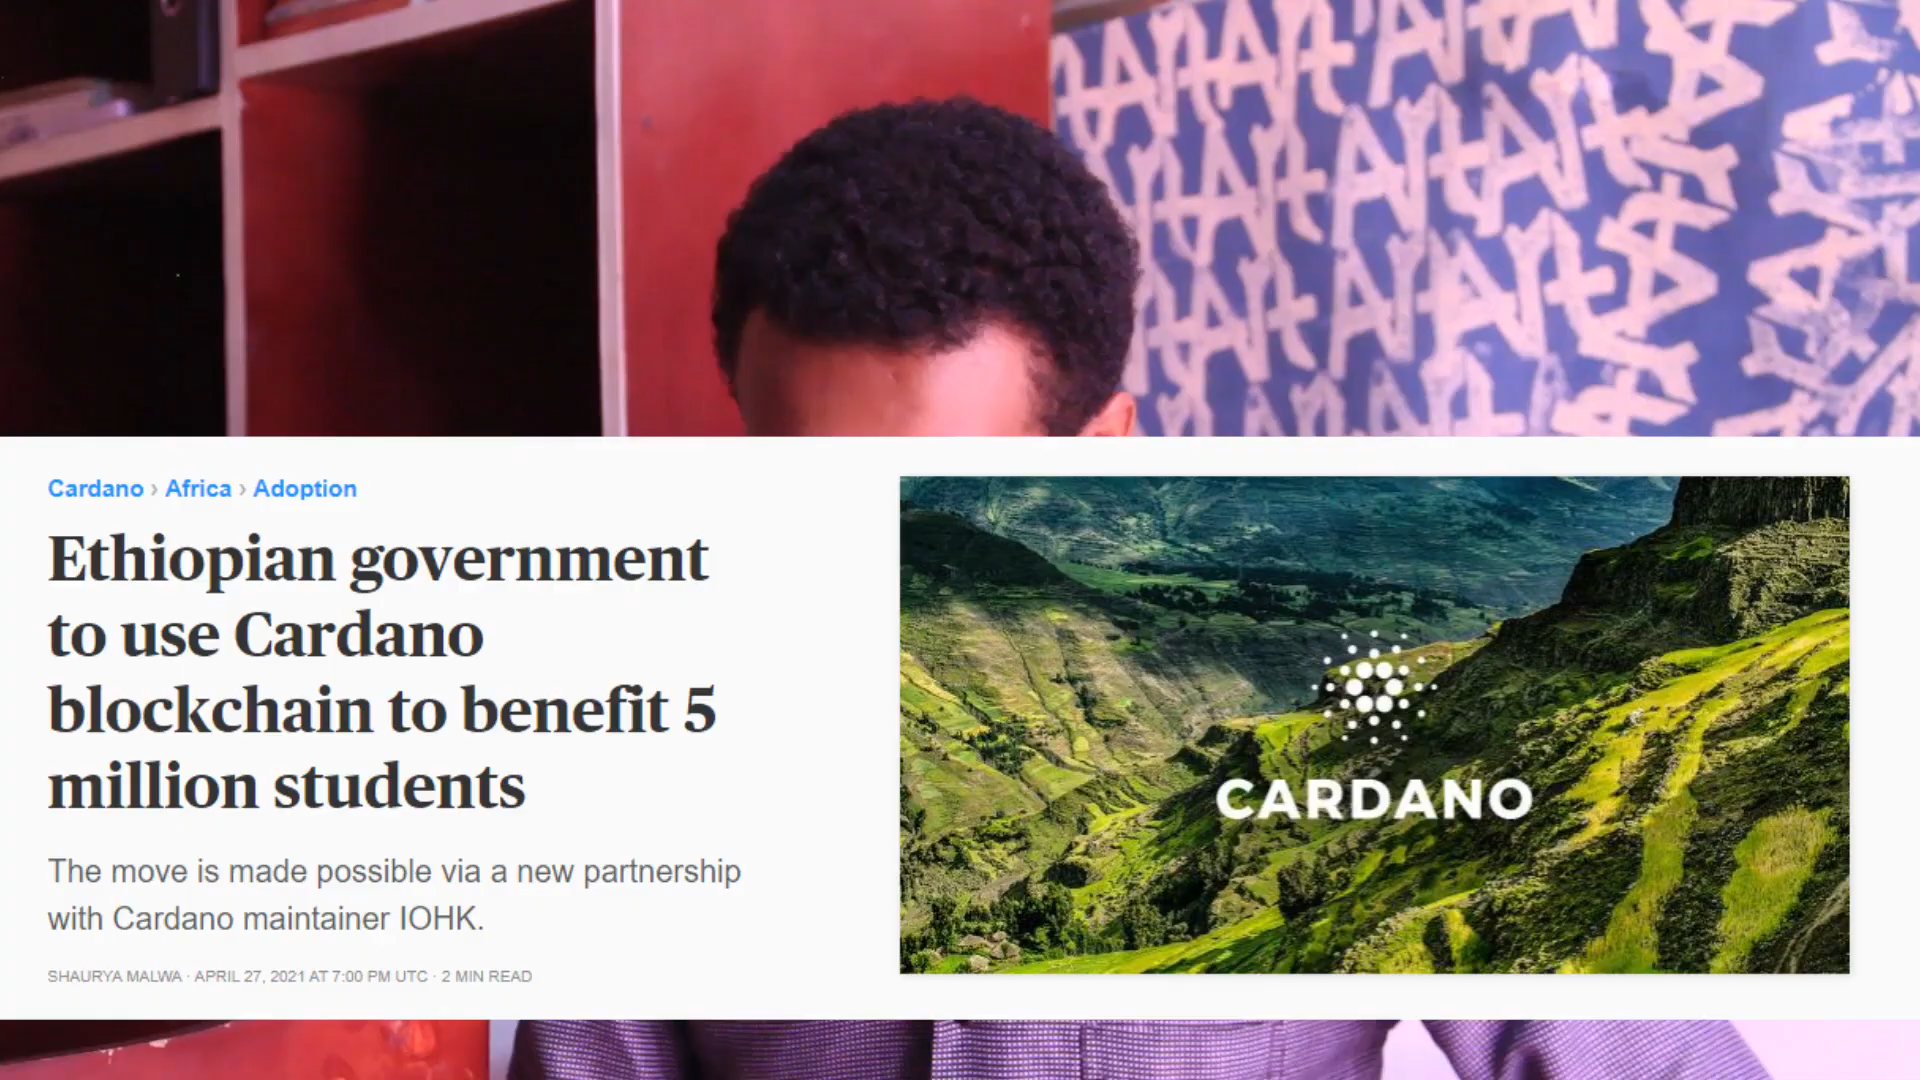 Cardano › Africa › Adoption
Ethiopian government
to use Cardano
blockchain to benefit 5
million students
The move is made possible via a new partnership
with Cardano maintainer IOHK.
SHAURYA MALWA · APRIL 27, 2021 AT 7:00 PM UTC · 2 MIN READ
CARDANO